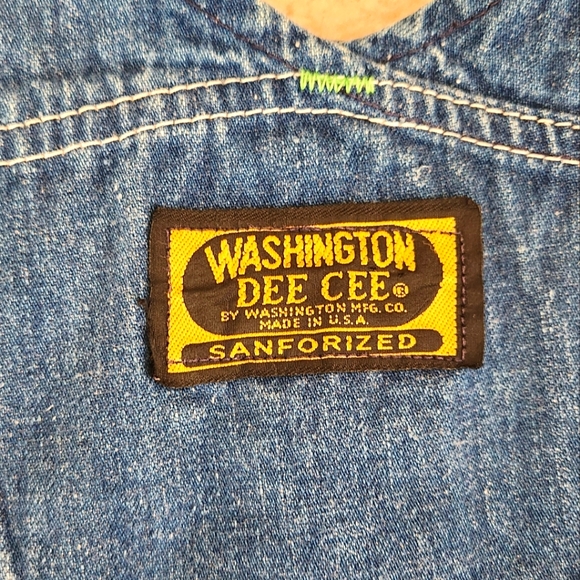 WASHINGTON
DEE CEE®
BY WASHINGTON MFG. CO.
MADE IN U.S.A.
SANFORIZED